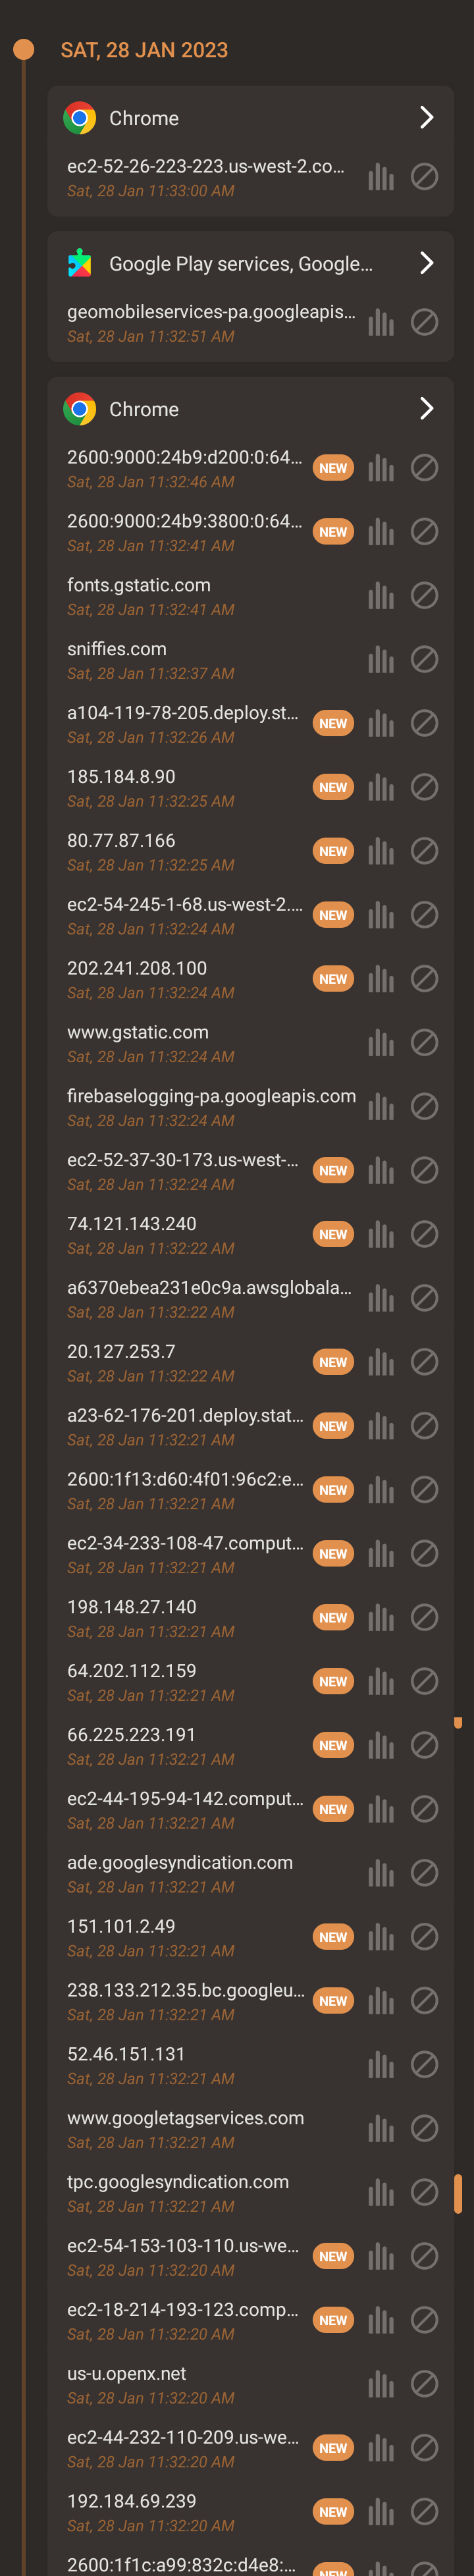 SAT, 28 JAN 2023
Chrome
ec2-52-26-223-223.us-west-2.co...
Sat, 28 Jan 11:33:00 AM
Google Play services, Google...
geomobileservices-pa.googleapis...
Sat, 28 Jan 11:32:51 AM
Chrome
2600:9000:24b9:d200:0:64... NEW
Sat, 28 Jan 11:32:46 AM
2600:9000:24b9:3800:0:64... NEW
Sat, 28 Jan 11:32:41 AM
fonts.gstatic.com
Sat, 28 Jan 11:32:41 AM
sniffies.com
Sat, 28 Jan 11:32:37 AM
a104-119-78-205.deploy.st... NEW
Sat, 28 Jan 11:32:26 AM
185.184.8.90 NEW
Sat, 28 Jan 11:32:25 AM
80.77.87.166 NEW
Sat, 28 Jan 11:32:25 AM
ec2-54-245-1-68.us-west-2.... NEW
Sat, 28 Jan 11:32:24 AM
202.241.208.100 NEW
Sat, 28 Jan 11:32:24 AM
www.gstatic.com
Sat, 28 Jan 11:32:24 AM
firebaselogging-pa.googleapis.com
Sat, 28 Jan 11:32:24 AM
ec2-52-37-30-173.us-west-... NEW
Sat, 28 Jan 11:32:24 AM
74.121.143.240 NEW
Sat, 28 Jan 11:32:22 AM
a6370ebea231e0c9a.awsglobala...
Sat, 28 Jan 11:32:22 AM
20.127.253.7 NEW
Sat, 28 Jan 11:32:22 AM
a23-62-176-201.deploy.stat... NEW
Sat, 28 Jan 11:32:21 AM
2600:1f13:d60:4f01:96c2:e... NEW
Sat, 28 Jan 11:32:21 AM
ec2-34-233-108-47.comput... NEW
Sat, 28 Jan 11:32:21 AM
198.148.27.140 NEW
Sat, 28 Jan 11:32:21 AM
64.202.112.159 NEW
Sat, 28 Jan 11:32:21 AM
66.225.223.191 NEW
Sat, 28 Jan 11:32:21 AM
ec2-44-195-94-142.comput... NEW
Sat, 28 Jan 11:32:21 AM
ade.googlesyndication.com
Sat, 28 Jan 11:32:21 AM
151.101.2.49 NEW
Sat, 28 Jan 11:32:21 AM
238.133.212.35.bc.googleu... NEW
Sat, 28 Jan 11:32:21 AM
52.46.151.131
Sat, 28 Jan 11:32:21 AM
www.googletagservices.com
Sat, 28 Jan 11:32:21 AM
tpc.googlesyndication.com
Sat, 28 Jan 11:32:21 AM
ec2-54-153-103-110.us-we... NEW
Sat, 28 Jan 11:32:20 AM
ec2-18-214-193-123.comp... NEW
Sat, 28 Jan 11:32:20 AM
us-u.openx.net
Sat, 28 Jan 11:32:20 AM
ec2-44-232-110-209.us-we... NEW
Sat, 28 Jan 11:32:20 AM
192.184.69.239 NEW
Sat, 28 Jan 11:32:20 AM
2600:1f1c:a99:832c:d4e8:... NEW